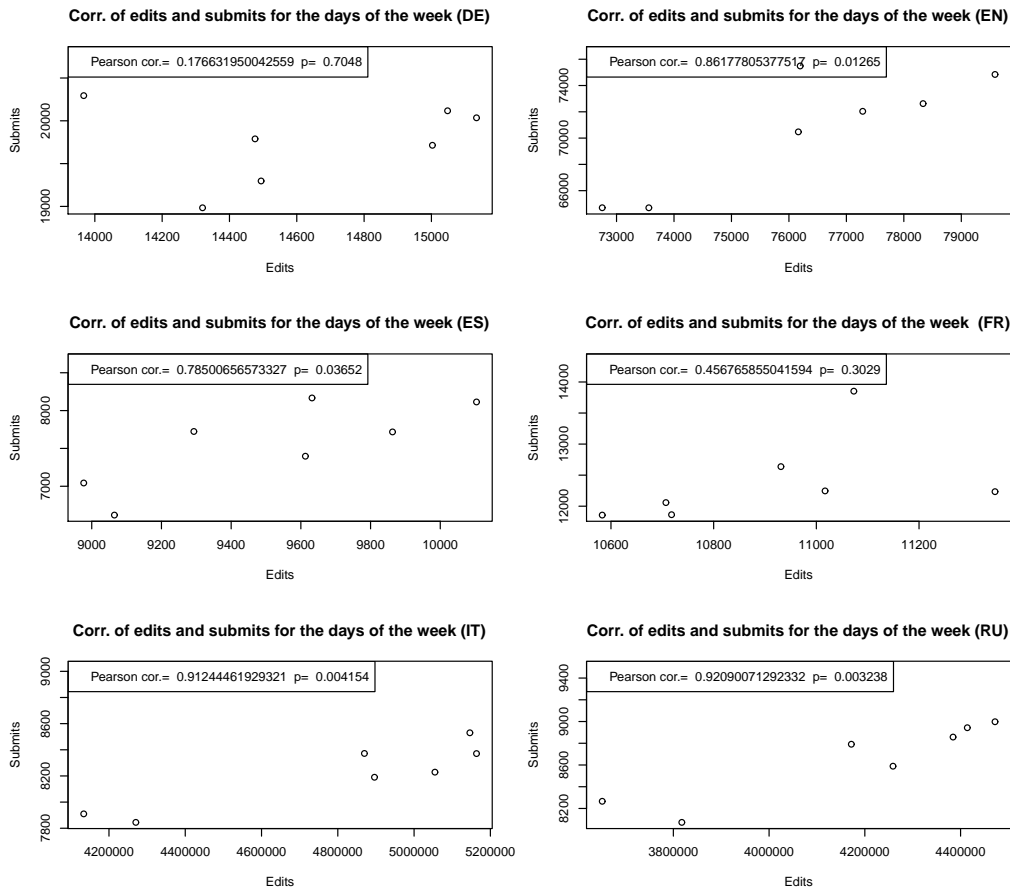 Corr. of edits and submits for the days of the week (DE)
Pearson cor.= 0.176631950042559 p= 0.7048
Submits
19000 20000
14000 14200 14400 14600 14800 15000
Edits
Corr. of edits and submits for the days of the week (EN)
Pearson cor.= 0.86177805377517 p= 0.01265
Submits
66000 70000 74000
73000 74000 75000 76000 77000 78000 79000
Edits
Corr. of edits and submits for the days of the week (ES)
Pearson cor.= 0.78500656573327 p= 0.03652
Submits
7000 8000
9000 9200 9400 9600 9800 10000
Edits
Corr. of edits and submits for the days of the week (FR)
Pearson cor.= 0.456765855041594 p= 0.3029
Submits
12000 13000 14000
10600 10800 11000 11200
Edits
Corr. of edits and submits for the days of the week (IT)
Pearson cor.= 0.91244461929321 p= 0.004154
Submits
7800 8200 8600 9000
4200000 4400000 4600000 4800000 5000000 5200000
Edits
Corr. of edits and submits for the days of the week (RU)
Pearson cor.= 0.92090071292332 p= 0.003238
Submits
8200 8600 9000 9400
3800000 4000000 4200000 4400000
Edits